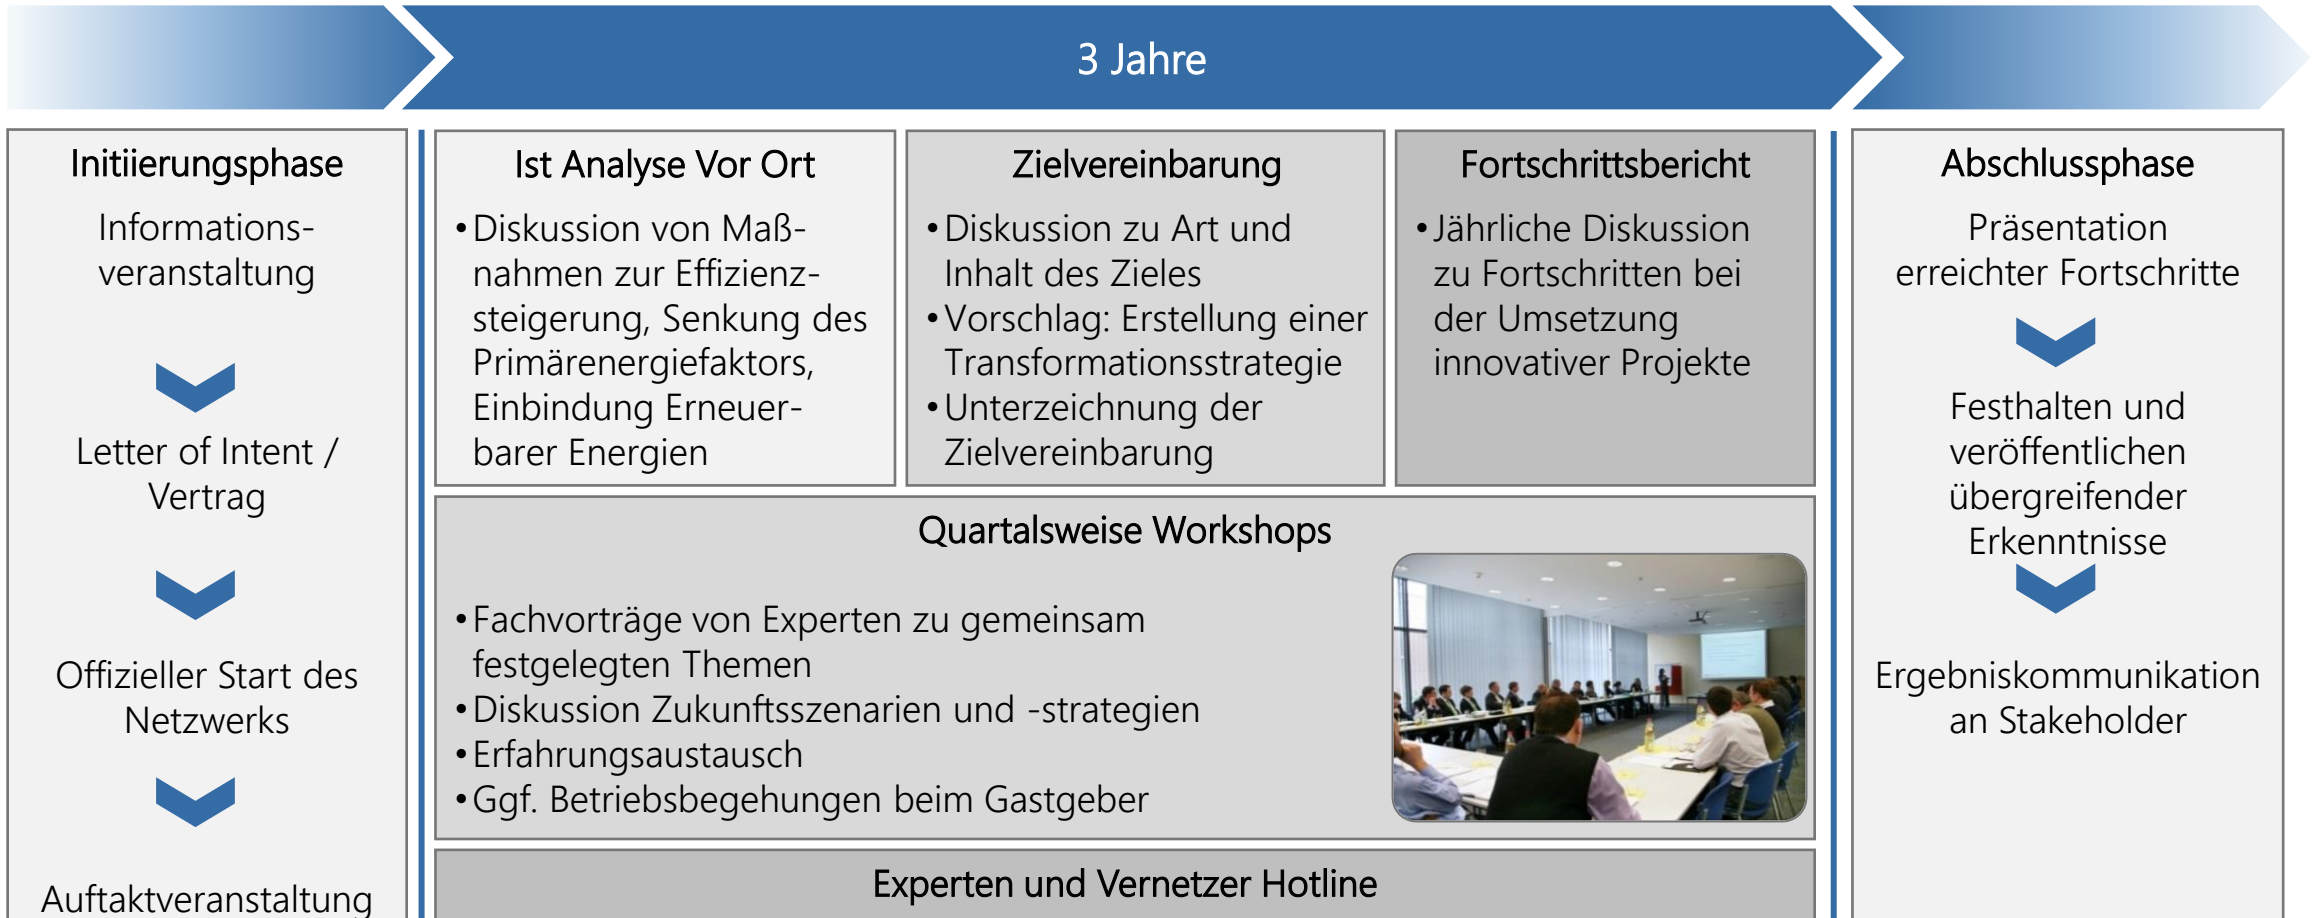 3 Jahre
Initiierungsphase
Informations-
veranstaltung
Letter of Intent /
Vertrag
Offizieller Start des
Netzwerks
Auftaktveranstaltung
Ist Analyse Vor Ort
•Diskussion von Maß-
nahmen zur Effizienz-
steigerung, Senkung des
Primärenergiefaktors,
Einbindung Erneuer-
barer Energien
Zielvereinbarung
•Diskussion zu Art und
Inhalt des Zieles
•Vorschlag: Erstellung einer
Transformationsstrategie
•Unterzeichnung der
Zielvereinbarung
Fortschrittsbericht
•Jährliche Diskussion
zu Fortschritten bei
der Umsetzung
innovativer Projekte
Quartalsweise Workshops
•Fachvorträge von Experten zu gemeinsam
festgelegten Themen
•Diskussion Zukunftsszenarien und -strategien
•Erfahrungsaustausch
•Ggf. Betriebsbegehungen beim Gastgeber
Experten und Vernetzer Hotline
Abschlussphase
Präsentation
erreichter Fortschritte
Festhalten und
veröffentlichen
übergreifender
Erkenntnisse
Ergebniskommunikation
an Stakeholder